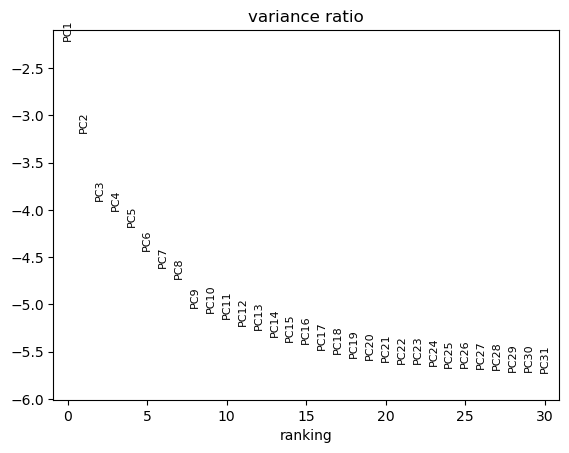 variance ratio
−2.5
−3.0
−3.5
−4.0
−4.5
−5.0
−5.5
−6.0
PC1
PC2
PC3
PC4
PC5
PC6
PC7
PC8
PC9
PC10
PC11
PC12
PC13
PC14
PC15
PC16
PC17
PC18
PC19
PC20
PC21
PC22
PC23
PC24
PC25
PC26
PC27
PC28
PC29
PC30
PC31
0 5 10 15 20 25 30
ranking